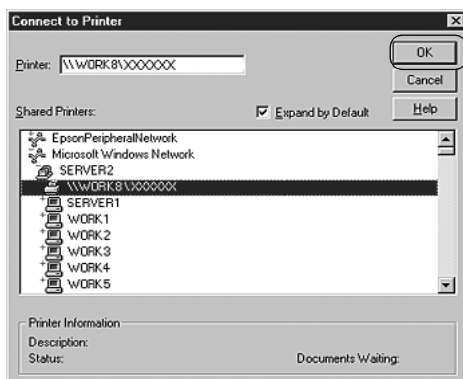 Connect to Printer
Printer: \\WORK8\XXXXXX
OK
Cancel
Help
Shared Printers:
Expand by Default
EpsonPeripheralNetwork
Microsoft Windows Network
SERVER2
\\WORK8\XXXXXX
SERVER1
WORK1
WORK2
WORK3
WORK4
WORK5
Printer Information
Description:
Status:
Documents Waiting: